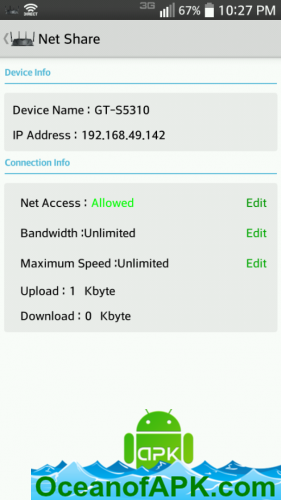 DIRECT 3G 67% 10:27 PM
Net Share
Device Info
Device Name : GT-S5310
IP Address : 192.168.49.142
Connection Info
Net Access : Allowed Edit
Bandwidth :Unlimited Edit
Maximum Speed :Unlimited Edit
Upload : 1 Kbyte
Download : 0 Kbyte
APK
OceanofAPK.com